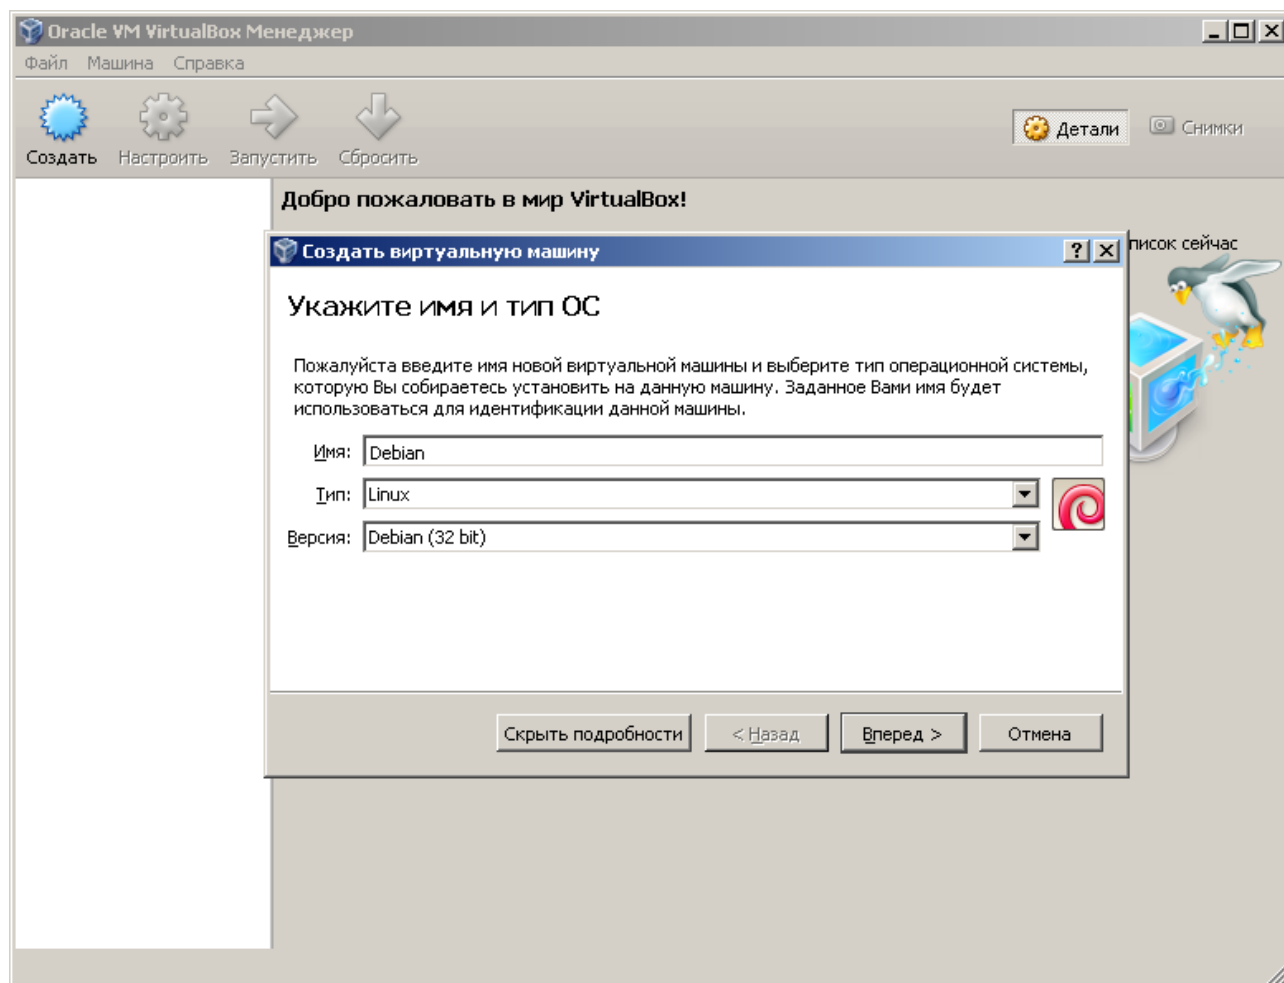 Oracle VM VirtualBox Менеджер
Файл Машина Справка
Создать Настроить Запустить Сбросить Детали Снимки
Добро пожаловать в мир VirtualBox!
сейчас
Создать виртуальную машину
Укажите имя и тип ОС
Пожалуйста введите имя новой виртуальной машины и выберите тип операционной системы,
которую Вы собираетесь установить на данную машину. Заданное Вами имя будет
использоваться для идентификации данной машины.
Имя: Debian
Тип: Linux
Версия: Debian (32 bit)
Скрыть подробности < Назад Вперед > Отмена